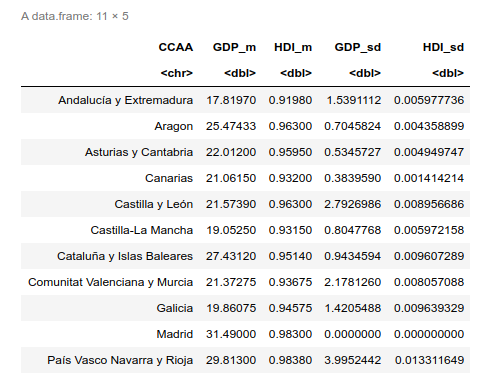 A data.frame: 11 × 5
CCAA GDP_m HDI_m GDP_sd HDI_sd
<chr> <dbl> <dbl> <dbl> <dbl>
Andalucía y Extremadura 17.81970 0.91980 1.5391112 0.005977736
Aragon 25.47433 0.96300 0.7045824 0.004358899
Asturias y Cantabria 22.01200 0.95950 0.5345727 0.004949747
Canarias 21.06150 0.93200 0.3839590 0.001414214
Castilla y León 21.57390 0.96300 2.7926986 0.008956686
Castilla-La Mancha 19.05250 0.93150 0.8047768 0.005972158
Cataluña y Islas Baleares 27.43120 0.95140 0.9434594 0.009607289
Comunitat Valenciana y Murcia 21.37275 0.93675 2.1781260 0.008057088
Galicia 19.86075 0.94575 1.4205488 0.009639329
Madrid 31.49000 0.98300 0.0000000 0.000000000
País Vasco Navarra y Rioja 29.81300 0.98380 3.9952442 0.013311649